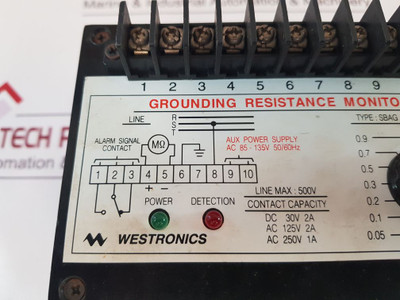 1 2 3 4 5 6 7 8 9
GROUNDING RESISTANCE MONITO
LINE
R
S
T
TYPE : SBAG
ALARM SIGNAL
CONTACT
MΩ
AUX POWER SUPPLY
AC 85 - 135V 50/60Hz
1 2 3 4 5 6 7 8 9 10
+ -
POWER
DETECTION
LINE MAX : 500V
CONTACT CAPACITY
DC 30V 2A
AC 125V 2A
AC 250V 1A
0.9
0.7
0.5
0.3
0.1
0.05
WESTRONICS
TECH